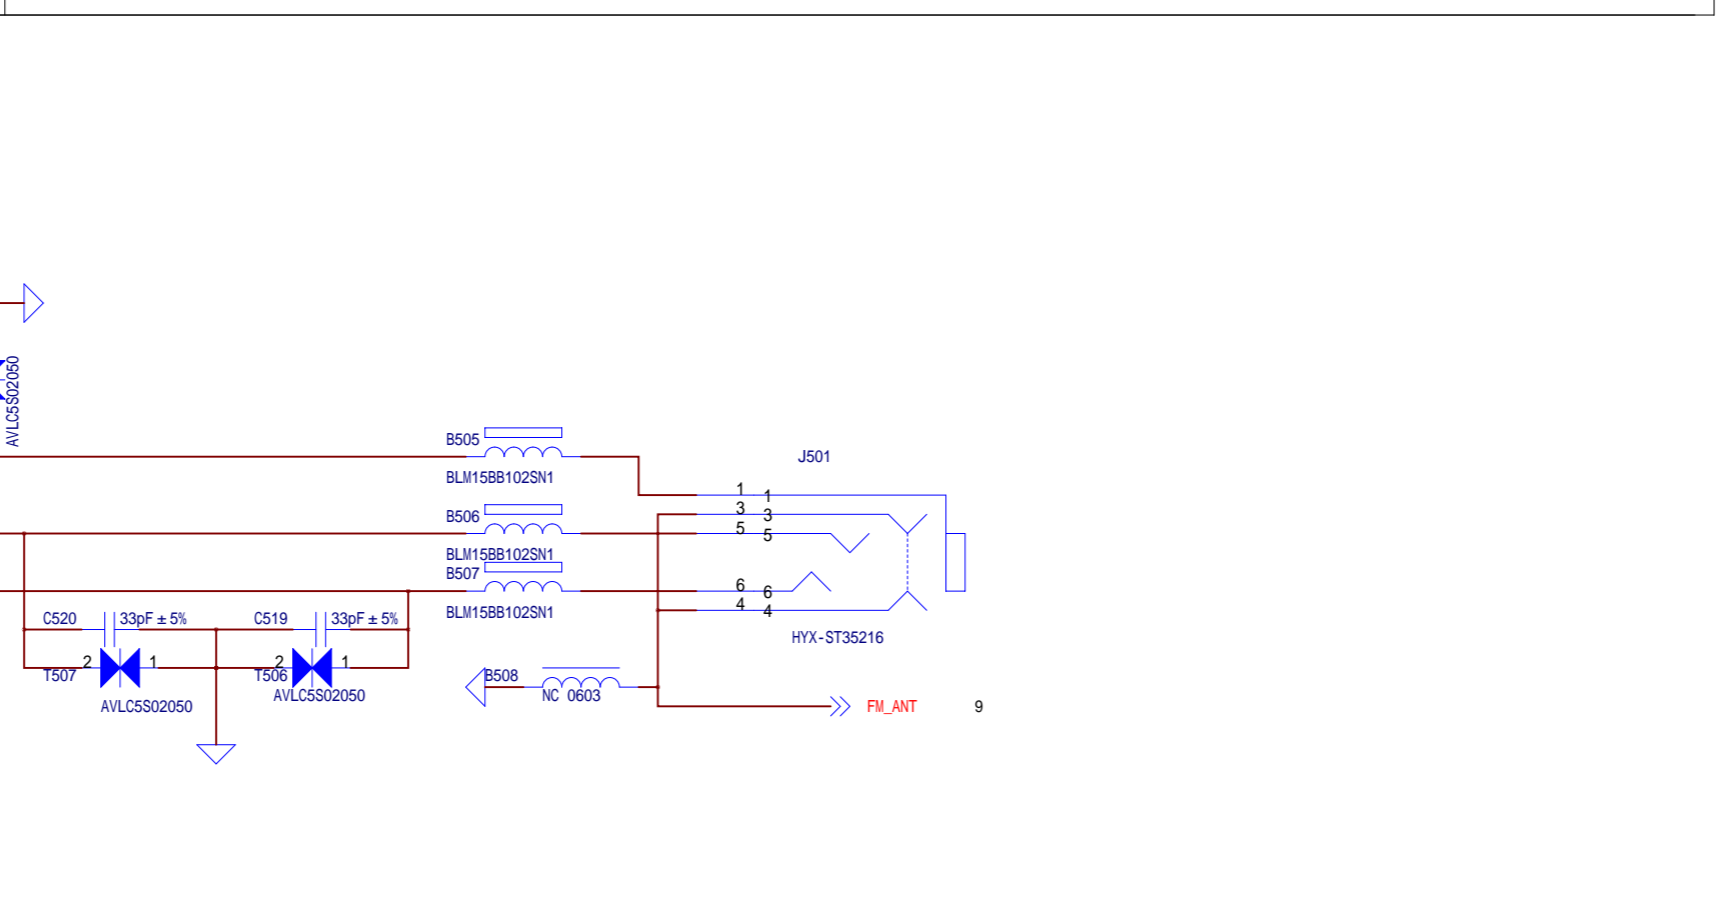 AVLC5S02050
B505
BLM15BB102SN1
J501
1 1
3 3
5 5
B506
BLM15BB102SN1
B507
BLM15BB102SN1
6 6
4 4
HYX-ST35216
C520 33pF ± 5%
C519 33pF ± 5%
2 1
T507
AVLC5S02050
2 1
T506
AVLC5S02050
B508
NC 0603
FM_ANT 9